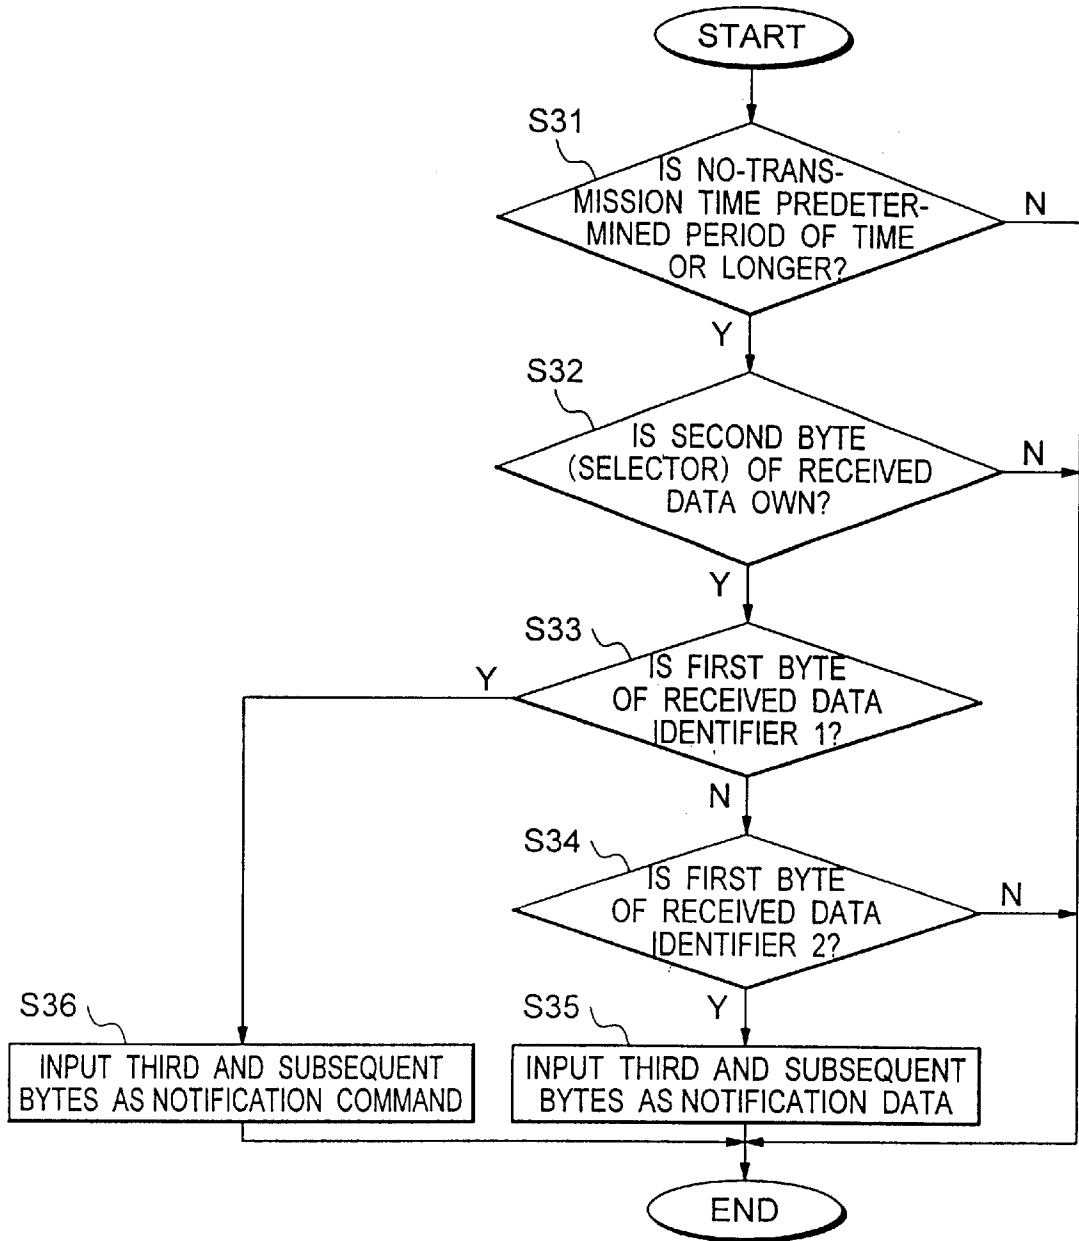 START
S31
IS NO-TRANS-
MISSION TIME PREDETER-
MINED PERIOD OF TIME
OR LONGER?
N
Y
S32
IS SECOND BYTE
(SELECTOR) OF RECEIVED
DATA OWN?
N
Y
S33
IS FIRST BYTE
OF RECEIVED DATA
IDENTIFIER 1?
Y
N
S34
IS FIRST BYTE
OF RECEIVED DATA
IDENTIFIER 2?
N
Y
S36
INPUT THIRD AND SUBSEQUENT
BYTES AS NOTIFICATION COMMAND
S35
INPUT THIRD AND SUBSEQUENT
BYTES AS NOTIFICATION DATA
END